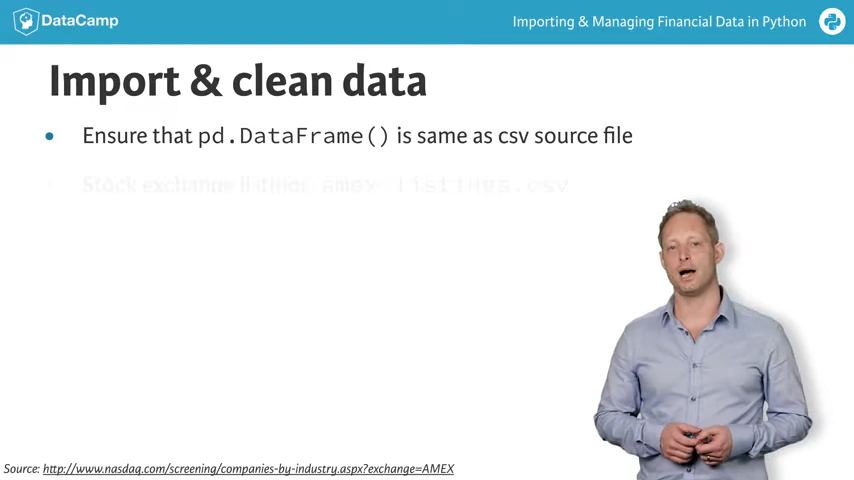 DataCamp
Importing & Managing Financial Data in Python
Import & clean data
• Ensure that pd.DataFrame() is same as csv source file
• Stock exchange listings: amex-listings.csv
Source: http://www.nasdaq.com/screening/companies-by-industry.aspx?exchange=AMEX